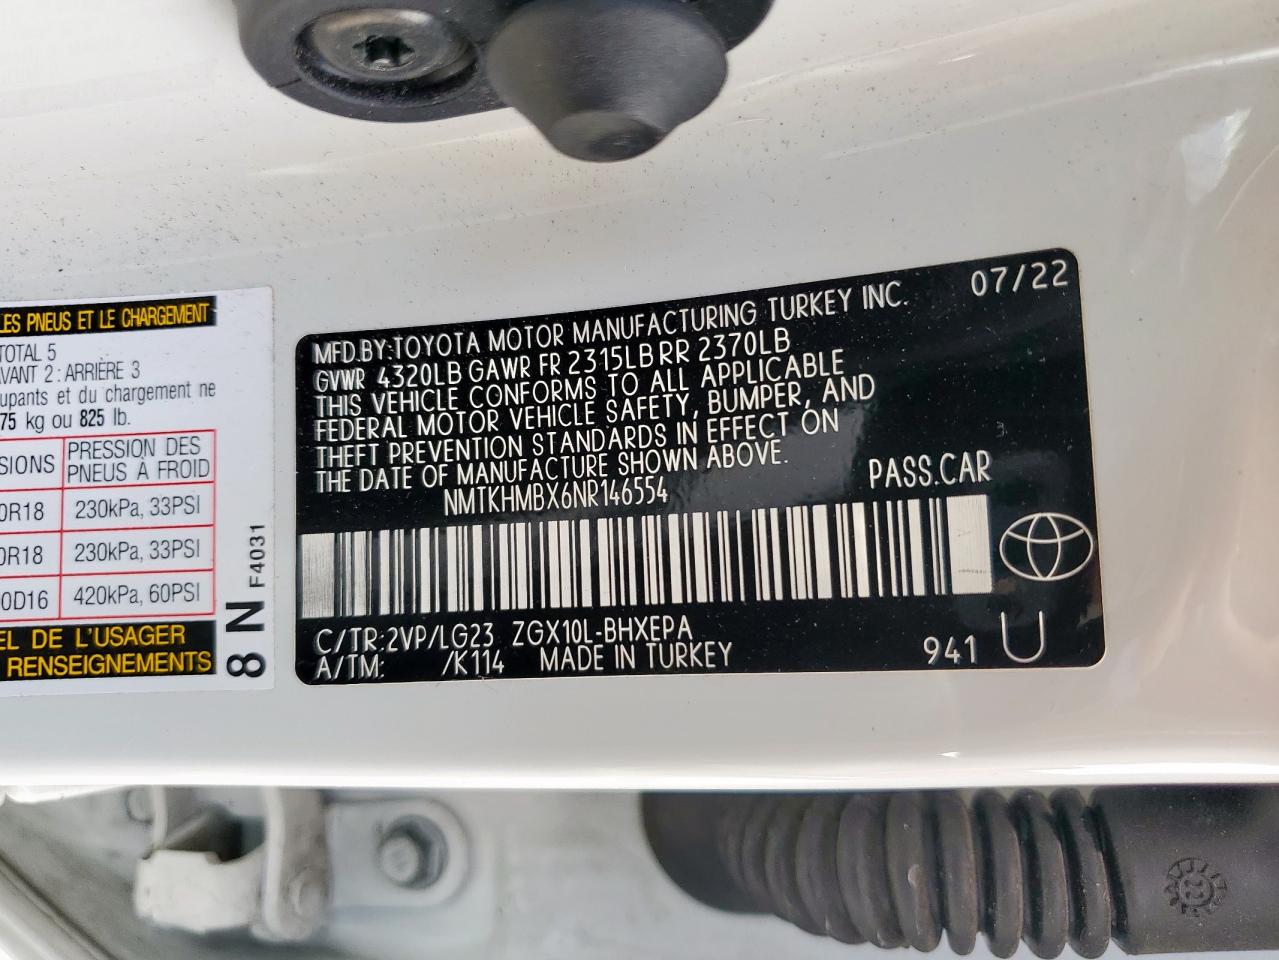 LES PNEUS ET LE CHARGEMENT
TOTAL 5
AVANT 2 : ARRIÈRE 3
upants et du chargement ne
75 kg ou 825 lb.
SIONS
PRESSION DES
PNEUS À FROID
0R18
230kPa, 33PSI
0R18
230kPa, 33PSI
0D16
420kPa, 60PSI
EL DE L'USAGER
RENSEIGNEMENTS
8 N F4031
07/22
MFD.BY:TOYOTA MOTOR MANUFACTURING TURKEY INC.
GVWR 4320LB GAWR FR 2315LB RR 2370LB
THIS VEHICLE CONFORMS TO ALL APPLICABLE
FEDERAL MOTOR VEHICLE SAFETY, BUMPER, AND
THEFT PREVENTION STANDARDS IN EFFECT ON
THE DATE OF MANUFACTURE SHOWN ABOVE.
NMTKHMBX6NR146554
PASS.CAR
C/TR:2VP/LG23 ZGX10L-BHXEPA
A/TM: /K114 MADE IN TURKEY
941 U
22